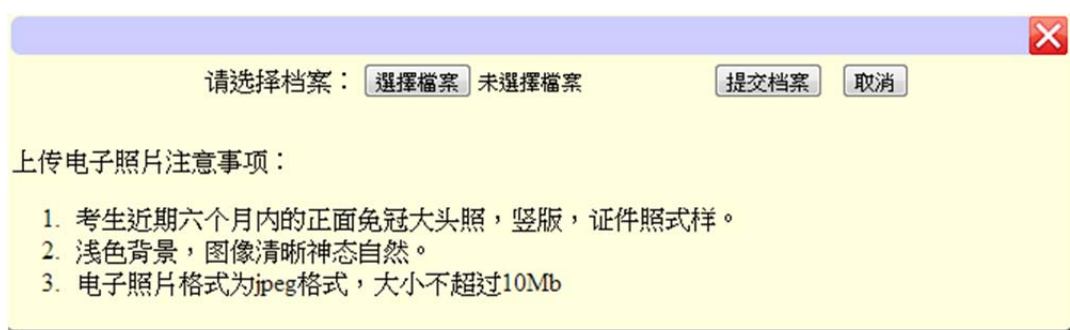 请选择档案： 選擇檔案 未選擇檔案 提交档案 取消
上传电子照片注意事项：
1. 考生近期六个月内的正面免冠大头照，竖版，证件照式样。
2. 浅色背景，图像清晰神态自然。
3. 电子照片格式为jpeg格式，大小不超过10Mb